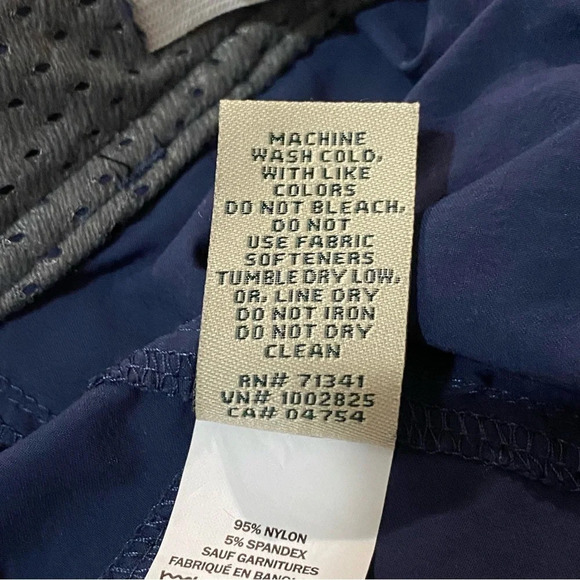 MACHINE
WASH COLD,
WITH LIKE
COLORS
DO NOT BLEACH,
DO NOT
USE FABRIC
SOFTENERS
TUMBLE DRY LOW,
OR, LINE DRY
DO NOT IRON
DO NOT DRY
CLEAN
RN# 71341
VN# 1002825
CA# 04754
95% NYLON
5% SPANDEX
SAUF GARNITURES
FABRIQUÉ EN